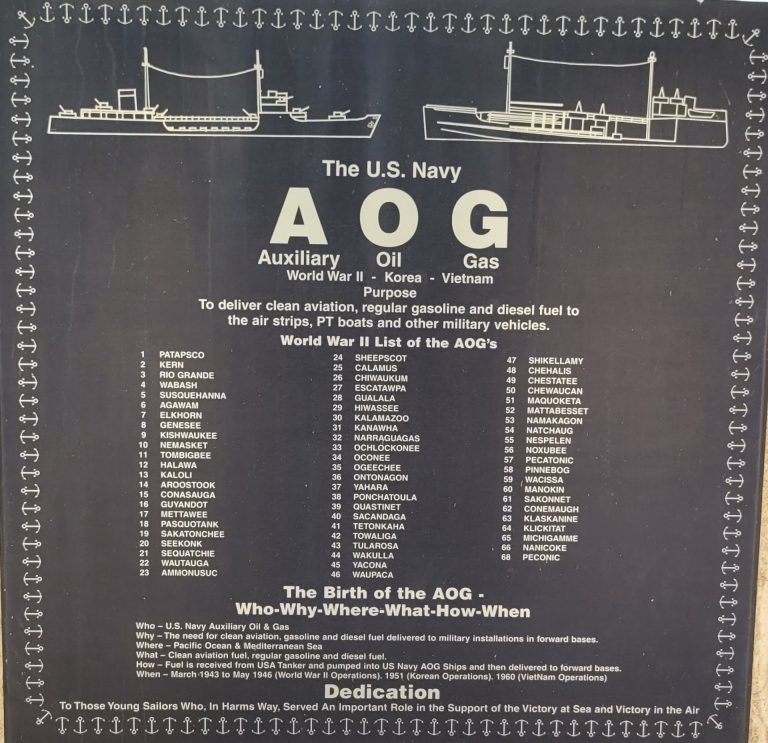 The U.S. Navy
A O G
Auxiliary Oil Gas
World War II - Korea - Vietnam
Purpose
To deliver clean aviation, regular gasoline and diesel fuel to
the air strips, PT boats and other military vehicles.
World War II List of the AOG's
1 PATAPSCO
2 KERN
3 RIO GRANDE
4 WABASH
5 SUSQUEHANNA
6 AGAWAM
7 ELKHORN
8 GENESEE
9 KISHWAUKEE
10 NEMASKET
11 TOMBIGBEE
12 HALAWA
13 KALOLI
14 AROOSTOOK
15 CONASAUGA
16 GUYANDOT
17 METTAWEE
18 PASQUOTANK
19 SAKATONCHEE
20 SEEKONK
21 SEQUATCHIE
22 WAUTAUGA
23 AMMONUSUC
24 SHEEPSCOT
25 CALAMUS
26 CHIWAUKUM
27 ESCATAWPA
28 GUALALA
29 HIWASSEE
30 KALAMAZOO
31 KANAWHA
32 NARRAGUAGAS
33 OCHLOCKONEE
34 OCONEE
35 OGEECHEE
36 ONTONAGON
37 YAHARA
38 PONCHATOULA
39 QUASTINET
40 SACANDAGA
41 TETONKAHA
42 TOWALIGA
43 TULAROSA
44 WAKULLA
45 YACONA
46 WAUPACA
47 SHIKELLAMY
48 CHEHALIS
49 CHESTATEE
50 CHEWAUCAN
51 MAQUOKETA
52 MATTABESSET
53 NAMAKAGON
54 NATCHAUG
55 NESPELEN
56 NOXUBEE
57 PECATONIC
58 PINNEBOG
59 WACISSA
60 MANOKIN
61 SAKONNET
62 CONEMAUGH
63 KLASKANINE
64 KLICKITAT
65 MICHIGAMME
66 NANICOKE
68 PECONIC
The Birth of the AOG -
Who-Why-Where-What-How-When
Who – U.S. Navy Auxiliary Oil & Gas
Why – The need for clean aviation, gasoline and diesel fuel delivered to military installations in forward bases.
Where – Pacific Ocean & Mediterranean Sea
What – Clean aviation fuel, regular gasoline and diesel fuel.
How – Fuel is received from USA Tanker and pumped into US Navy AOG Ships and then delivered to forward bases.
When – March 1943 to May 1946 (World War II Operations). 1951 (Korean Operations). 1960 (VietNam Operations)
Dedication
To Those Young Sailors Who, In Harms Way, Served An Important Role in the Support of the Victory at Sea and Victory in the Air